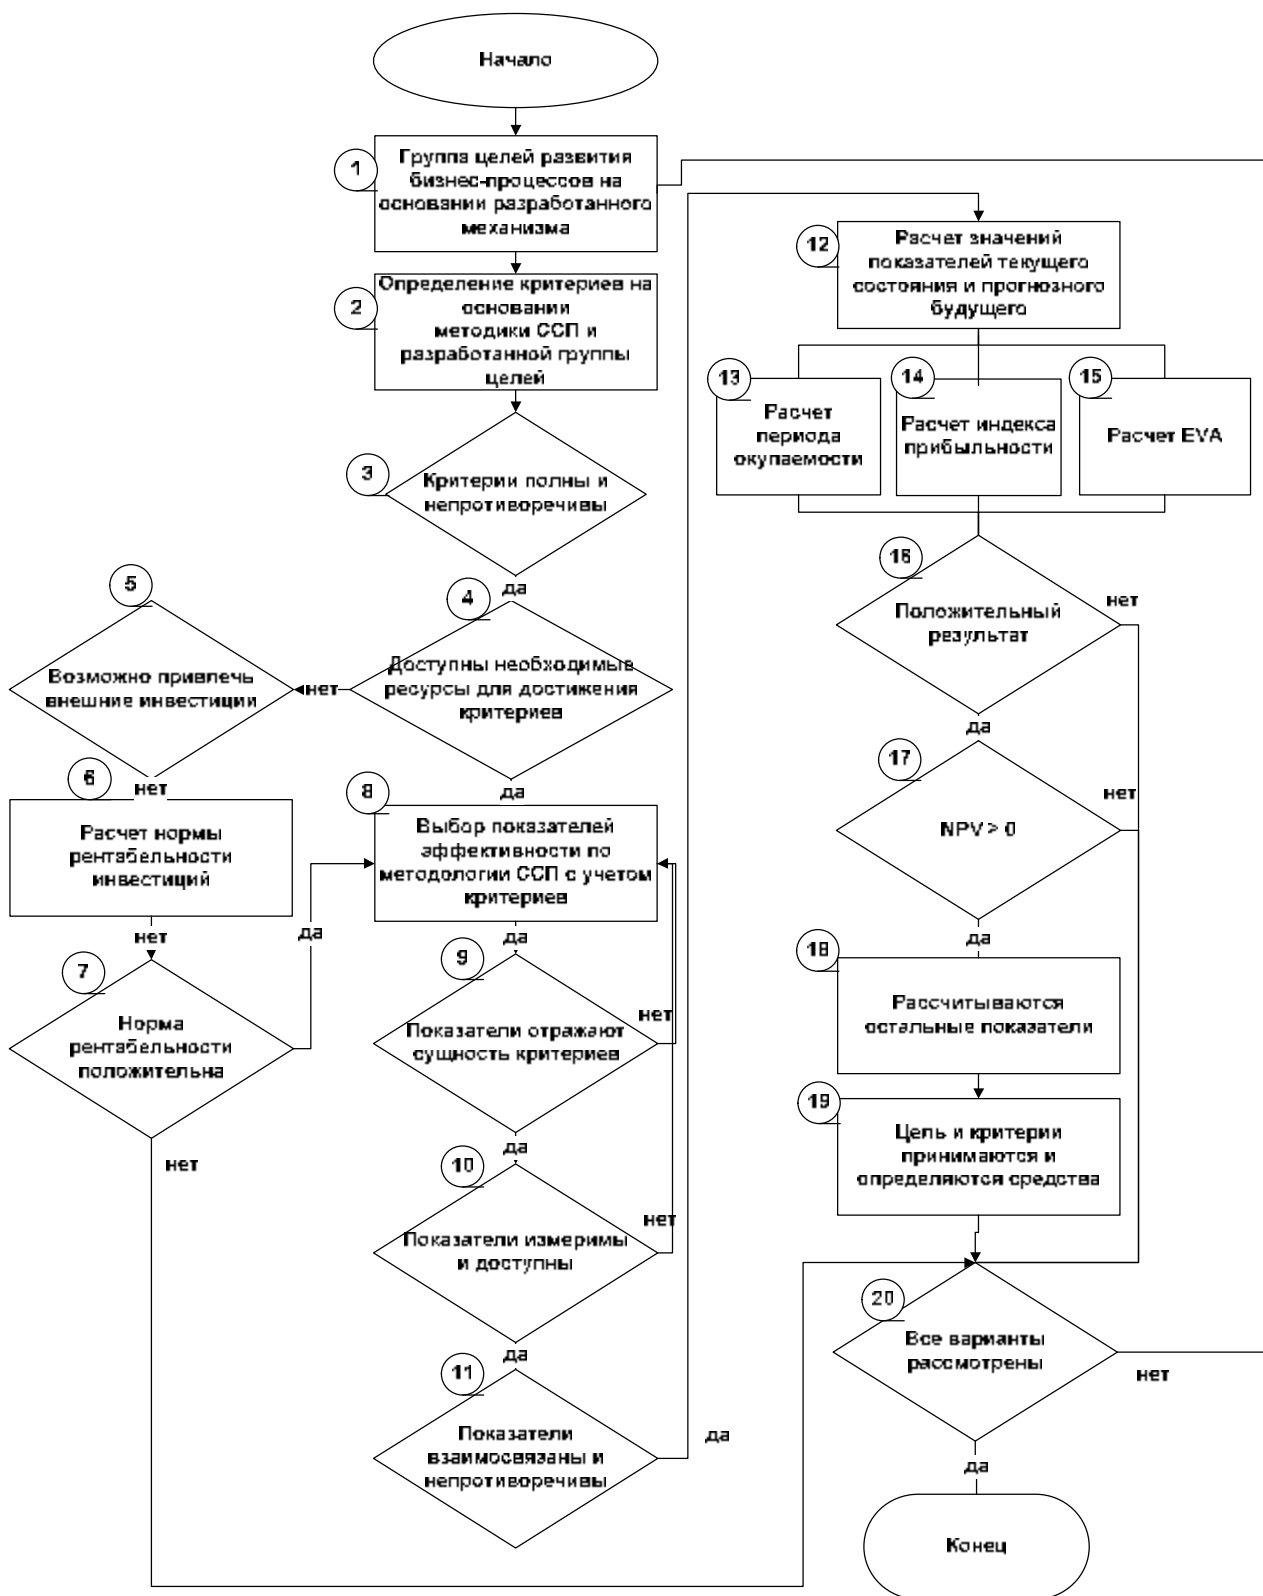 Начало
1
Группа целей развития
бизнес-процессов на
основании разработанного
механизма
2
Определение критериев на
основании
методики ССП и
разработанной группы
целей
3
Критерии полны и
непротиворечивы
да
4
Доступны необходимые
ресурсы для достижения
критериев
нет
5
Возможно привлечь
внешние инвестиции
нет
6
Расчет нормы
рентабельности
инвестиций
нет
7
Норма
рентабельности
положительна
да
нет
да
8
Выбор показателей
эффективности по
методологии ССП с учетом
критериев
да
9
Показатели отражают
сущность критериев
нет
да
10
Показатели измеримы
и доступны
нет
да
11
Показатели
взаимосвязаны и
непротиворечивы
да
12
Расчет значений
показателей текущего
состояния и прогнозного
будущего
13
Расчет
периода
окупаемости
14
Расчет индекса
прибыльности
15
Расчет EVA
16
Положительный
результат
нет
да
17
NPV > 0
нет
да
18
Рассчитываются
остальные показатели
19
Цель и критерии
принимаются и
определяются средства
20
Все варианты
рассмотрены
нет
да
Конец